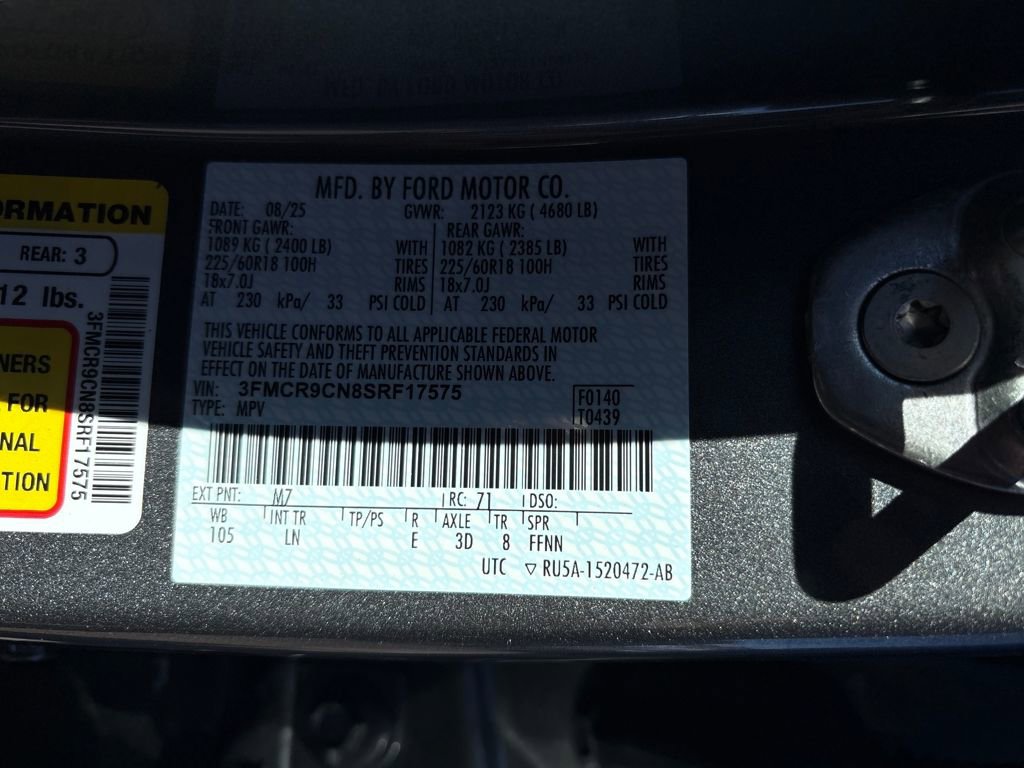 MFD. BY FORD MOTOR CO.
DATE: 08/25 GVWR: 2123 KG ( 4680 LB)
FRONT GAWR: REAR GAWR:
1089 KG ( 2400 LB) WITH 1082 KG ( 2385 LB) WITH
225/60R18 100H TIRES 225/60R18 100H TIRES
18x7.0J RIMS 18x7.0J RIMS
AT 230 kPa/ 33 PSI COLD AT 230 kPa/ 33 PSI COLD
THIS VEHICLE CONFORMS TO ALL APPLICABLE FEDERAL MOTOR
VEHICLE SAFETY AND THEFT PREVENTION STANDARDS IN
EFFECT ON THE DATE OF MANUFACTURE SHOWN ABOVE.
VIN: 3FMCR9CN8SRF17575 F0140
TYPE: MPV T0439
EXT PNT: M7 RC: 71 DSO:
WB INT TR TP/PS R AXLE TR SPR
105 LN E 3D 8 FFNN
UTC ▽ RU5A-1520472-AB
ORMATION
REAR: 3
12 lbs.
NERS
FOR
NAL
TION
3FMCR9CN8SRF17575